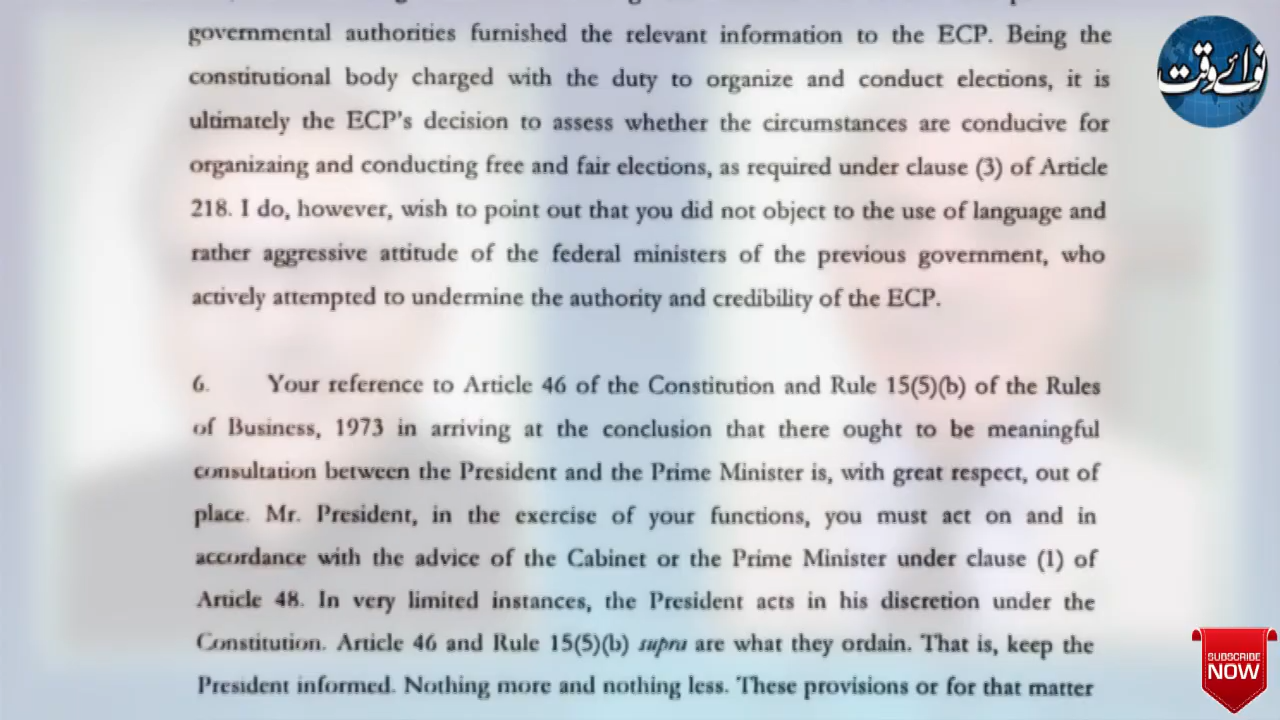 governmental authorities furnished the relevant information to the ECP. Being the
constitutional body charged with the duty to organize and conduct elections, it is
ultimately the ECP's decision to assess whether the circumstances are conducive for
organizaing and conducting free and fair elections, as required under clause (3) of Article
218. I do, however, wish to point out that you did not object to the use of language and
rather aggressive attitude of the federal ministers of the previous government, who
actively attempted to undermine the authority and credibility of the ECP.
6. Your reference to Article 46 of the Constitution and Rule 15(5)(b) of the Rules
of Business, 1973 in arriving at the conclusion that there ought to be meaningful
consultation between the President and the Prime Minister is, with great respect, out of
place. Mr. President, in the exercise of your functions, you must act on and in
accordance with the advice of the Cabinet or the Prime Minister under clause (1) of
Article 48. In very limited instances, the President acts in his discretion under the
Constitution. Article 46 and Rule 15(5)(b) supra are what they ordain. That is, keep the
President informed. Nothing more and nothing less. These provisions or for that matter
نوائے وقت
SUBSCRIBE
NOW